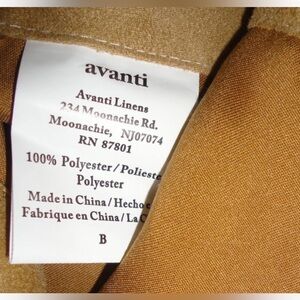 avanti
Avanti Linens
234 Moonachie Rd.
Moonachie, NJ07074
RN 87801
100% Polyester / Polieste
Polyester
Made in China / Hecho e
Fabrique en China / La C
B